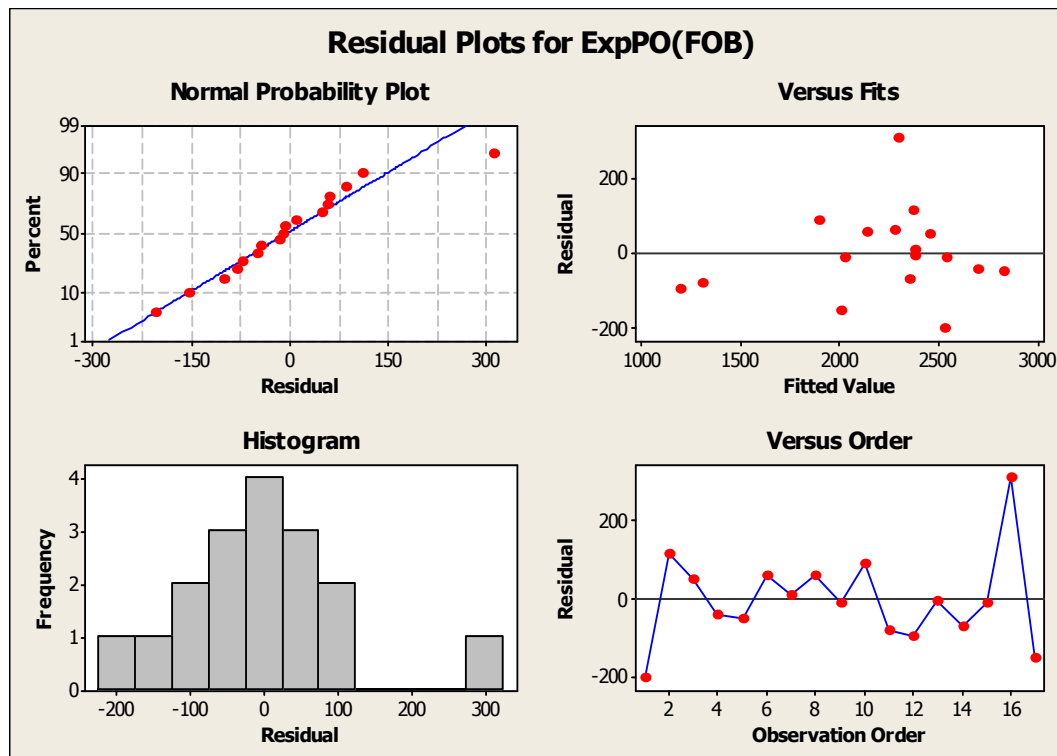 Residual Plots for ExpPO(FOB)
Normal Probability Plot
99
90
50
10
1
Percent
-300 -150 0 150 300
Residual
Versus Fits
200
0
-200
Residual
1000 1500 2000 2500 3000
Fitted Value
Histogram
4
3
2
1
0
Frequency
-200 -100 0 100 200 300
Residual
Versus Order
200
0
-200
Residual
2 4 6 8 10 12 14 16
Observation Order